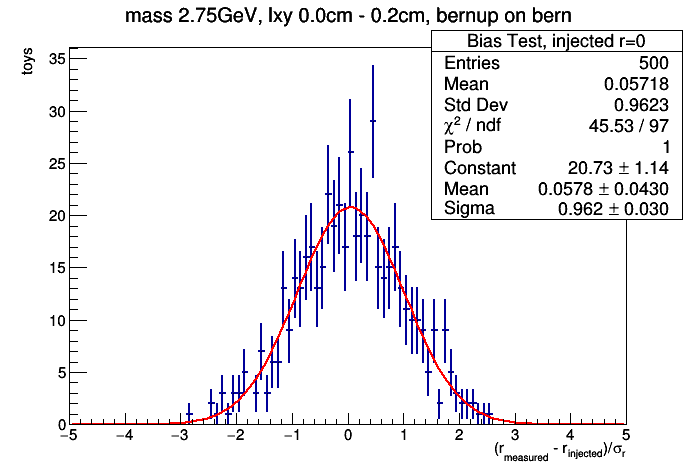 mass 2.75GeV, lxy 0.0cm - 0.2cm, bernup on bern
Bias Test, injected r=0
Entries 500
Mean 0.05718
Std Dev 0.9623
χ² / ndf 45.53 / 97
Prob 1
Constant 20.73 ± 1.14
Mean 0.0578 ± 0.0430
Sigma 0.962 ± 0.030
toys
35
30
25
20
15
10
5
0
−5 −4 −3 −2 −1 0 1 2 3 4 5
(r_measured - r_injected)/σ_r